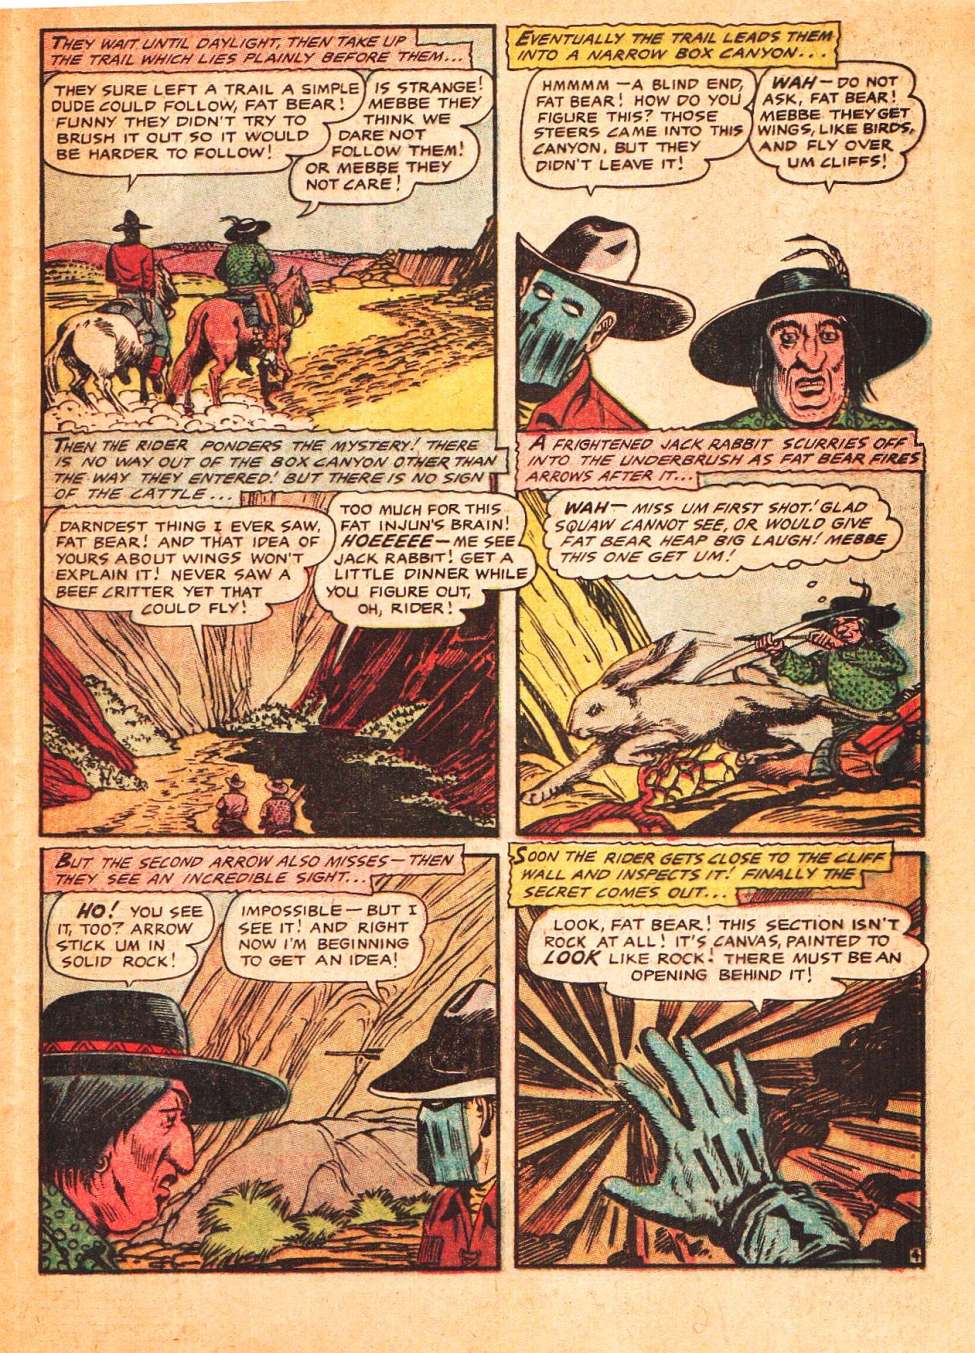 THEY WAIT UNTIL DAYLIGHT, THEN TAKE UP
THE TRAIL WHICH LIES PLAINLY BEFORE THEM...
THEY SURE LEFT A TRAIL A SIMPLE
DUDE COULD FOLLOW, FAT BEAR!
FUNNY THEY DIDN'T TRY TO
BRUSH IT OUT SO IT WOULD
BE HARDER TO FOLLOW!
IS STRANGE!
MEBBE THEY
THINK WE
DARE NOT
FOLLOW THEM!
OR MEBBE THEY
NOT CARE!
EVENTUALLY THE TRAIL LEADS THEM
INTO A NARROW BOX CANYON...
HMMMM—A BLIND END,
FAT BEAR! HOW DO YOU
FIGURE THIS? THOSE
STEERS CAME INTO THIS
CANYON, BUT THEY
DIDN'T LEAVE IT!
WAH—DO NOT
ASK, FAT BEAR!
MEBBE THEY GET
WINGS, LIKE BIRDS,
AND FLY OVER
UM CLIFFS!
THEN THE RIDER PONDERS THE MYSTERY! THERE
IS NO WAY OUT OF THE BOX CANYON OTHER THAN
THE WAY THEY ENTERED! BUT THERE IS NO SIGN
OF THE CATTLE...
DARNDEST THING I EVER SAW,
FAT BEAR! AND THAT IDEA OF
YOURS ABOUT WINGS WON'T
EXPLAIN IT! NEVER SAW A
BEEF CRITTER YET THAT
COULD FLY!
TOO MUCH FOR THIS
FAT INJUN'S BRAIN!
HOEEEEE—ME SEE
JACK RABBIT! GET A
LITTLE DINNER WHILE
YOU FIGURE OUT,
OH, RIDER!
A FRIGHTENED JACK RABBIT SCURRIES OFF
INTO THE UNDERBRUSH AS FAT BEAR FIRES
ARROWS AFTER IT...
WAH—MISS UM FIRST SHOT! GLAD
SQUAW CANNOT SEE, OR WOULD GIVE
FAT BEAR HEAP BIG LAUGH! MEBBE
THIS ONE GET UM!
BUT THE SECOND ARROW ALSO MISSES—THEN
THEY SEE AN INCREDIBLE SIGHT...
HO! YOU SEE
IT, TOO? ARROW
STICK UM IN
SOLID ROCK!
IMPOSSIBLE—BUT I
SEE IT! AND RIGHT
NOW I'M BEGINNING
TO GET AN IDEA!
SOON THE RIDER GETS CLOSE TO THE CLIFF
WALL AND INSPECTS IT! FINALLY THE
SECRET COMES OUT...
LOOK, FAT BEAR! THIS SECTION ISN'T
ROCK AT ALL! IT'S CANVAS, PAINTED TO
LOOK LIKE ROCK! THERE MUST BE AN
OPENING BEHIND IT!
4